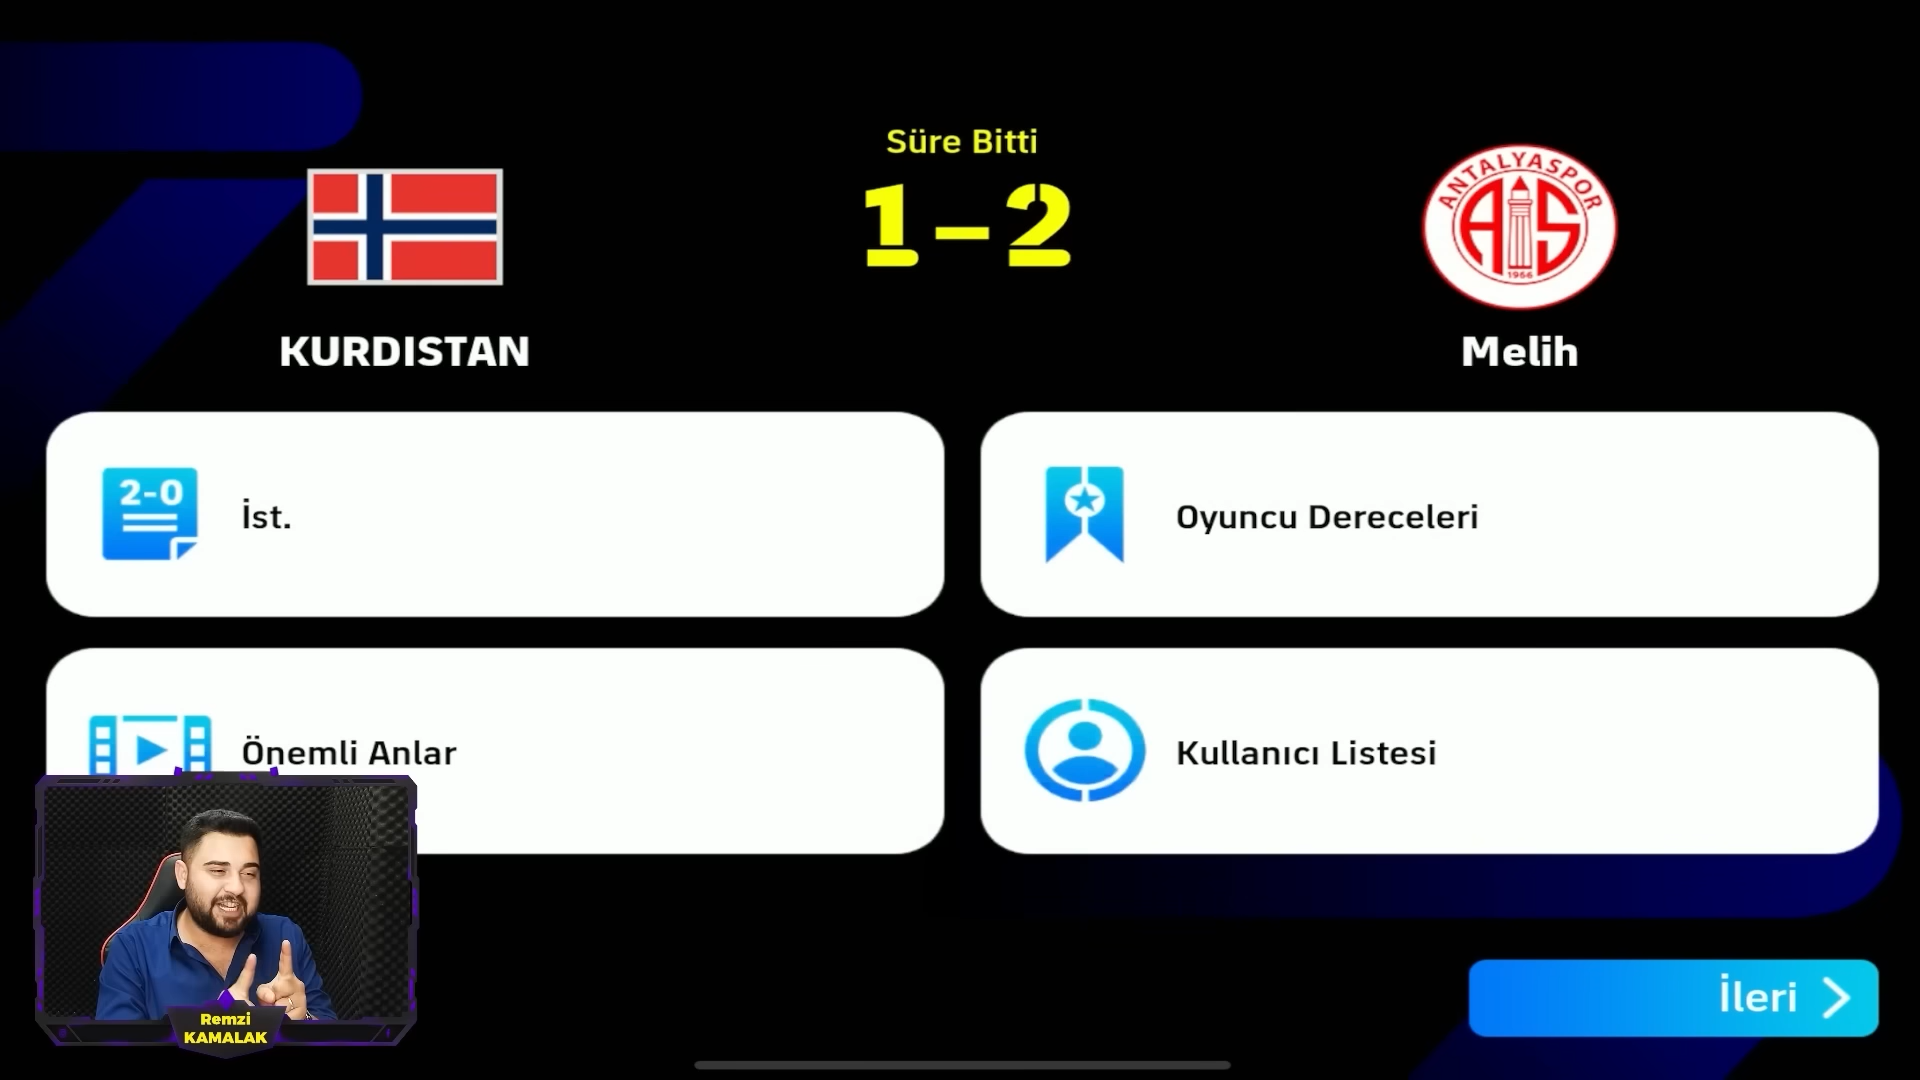 Süre Bitti
1-2
ANTALYASPOR
AS
1966
KURDISTAN
Melih
2-0
İst.
Oyuncu Dereceleri
Önemli Anlar
Kullanıcı Listesi
Remzi
KAMALAK
İleri